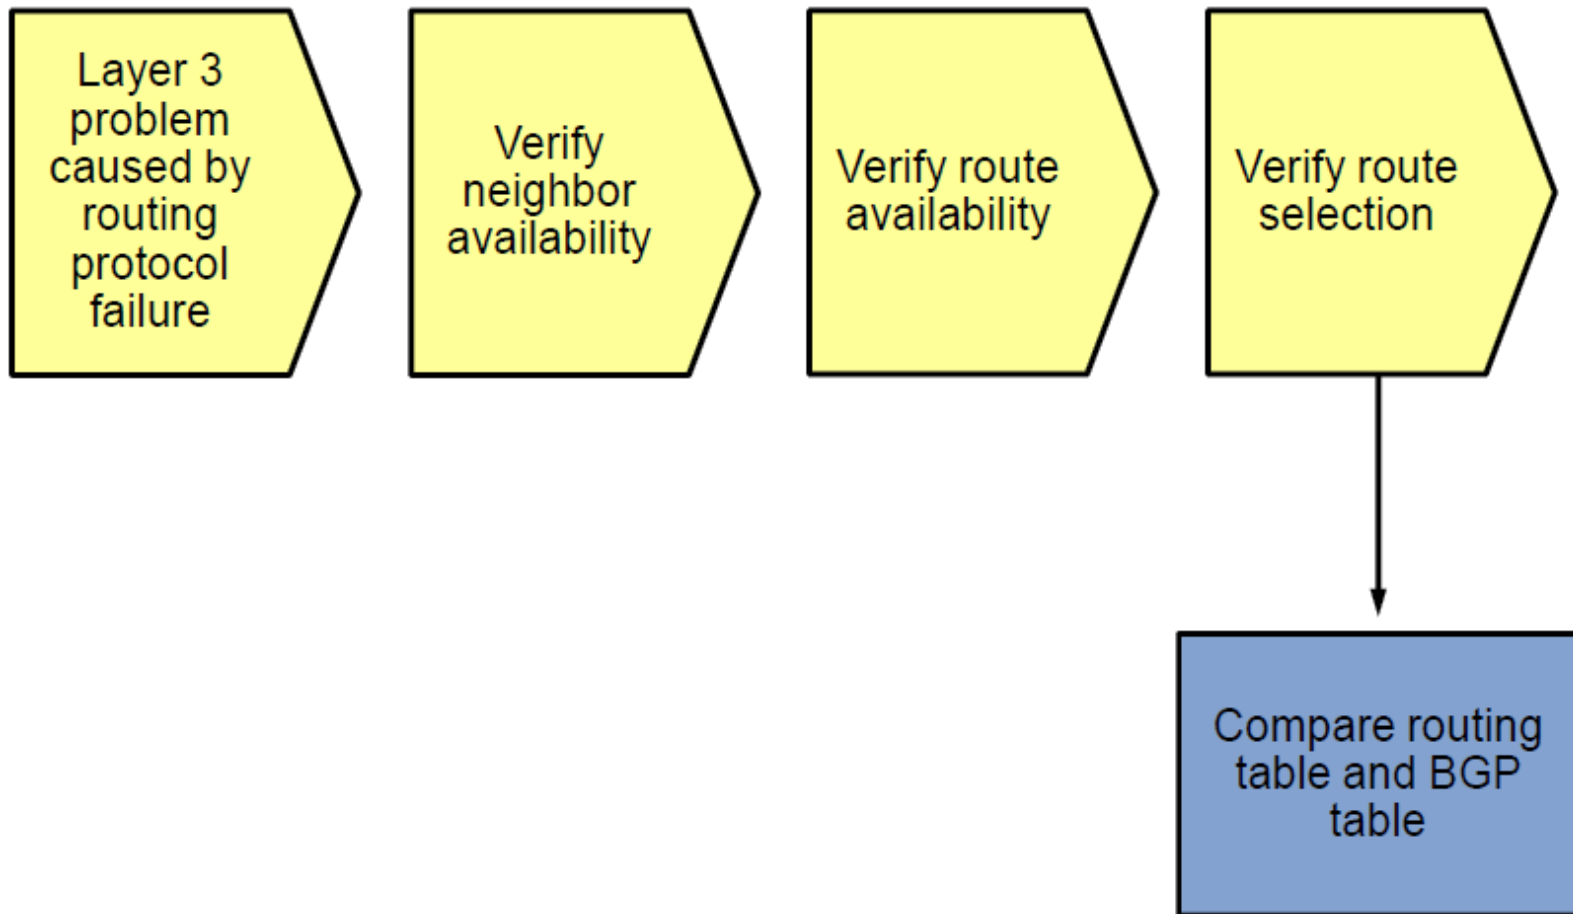 Layer 3
problem
caused by
routing
protocol
failure
Verify
neighbor
availability
Verify route
availability
Verify route
selection
Compare routing
table and BGP
table